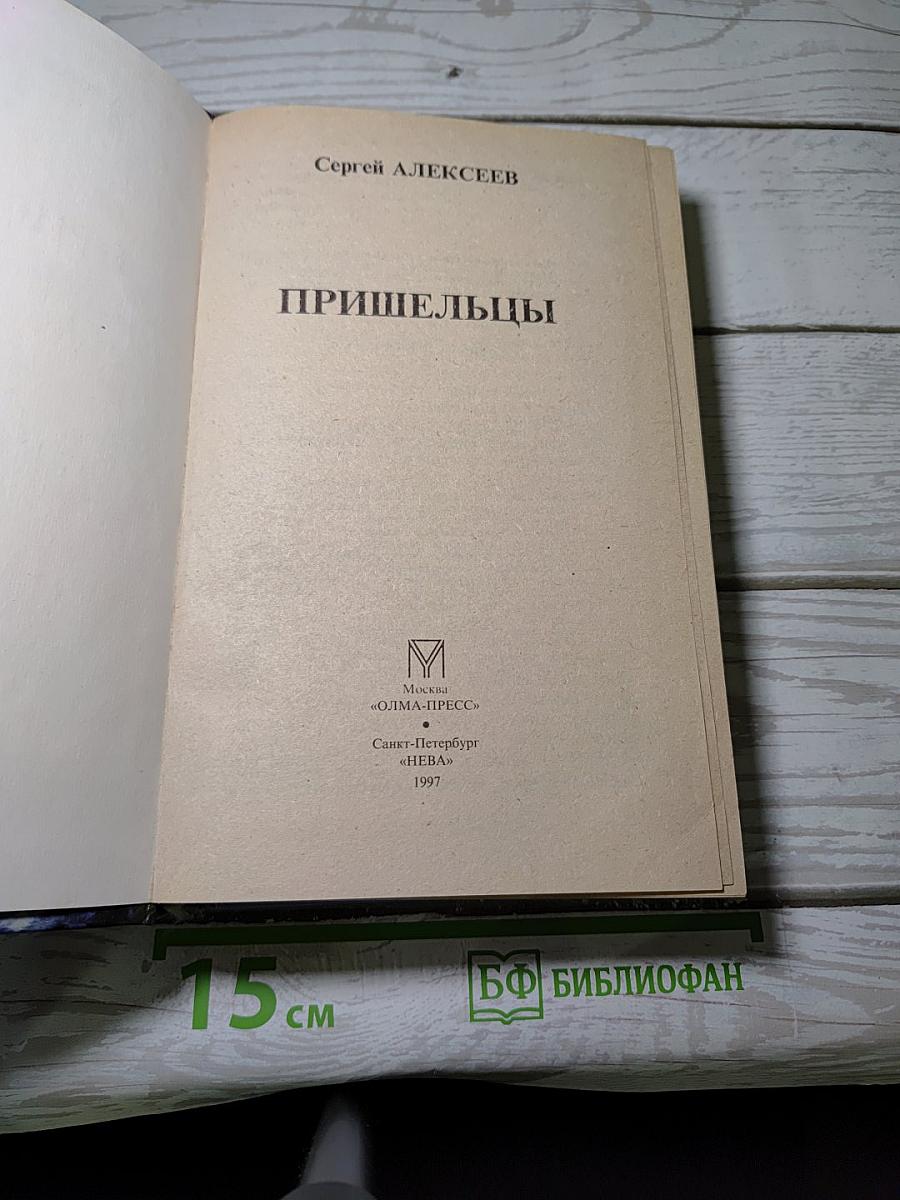 Сергей АЛЕКСЕЕВ
ПРИШЕЛЬЦЫ
Москва
«ОЛМА-ПРЕСС»
•
Санкт-Петербург
«НЕВА»
1997
15 см
БФ БИБЛИОФАН